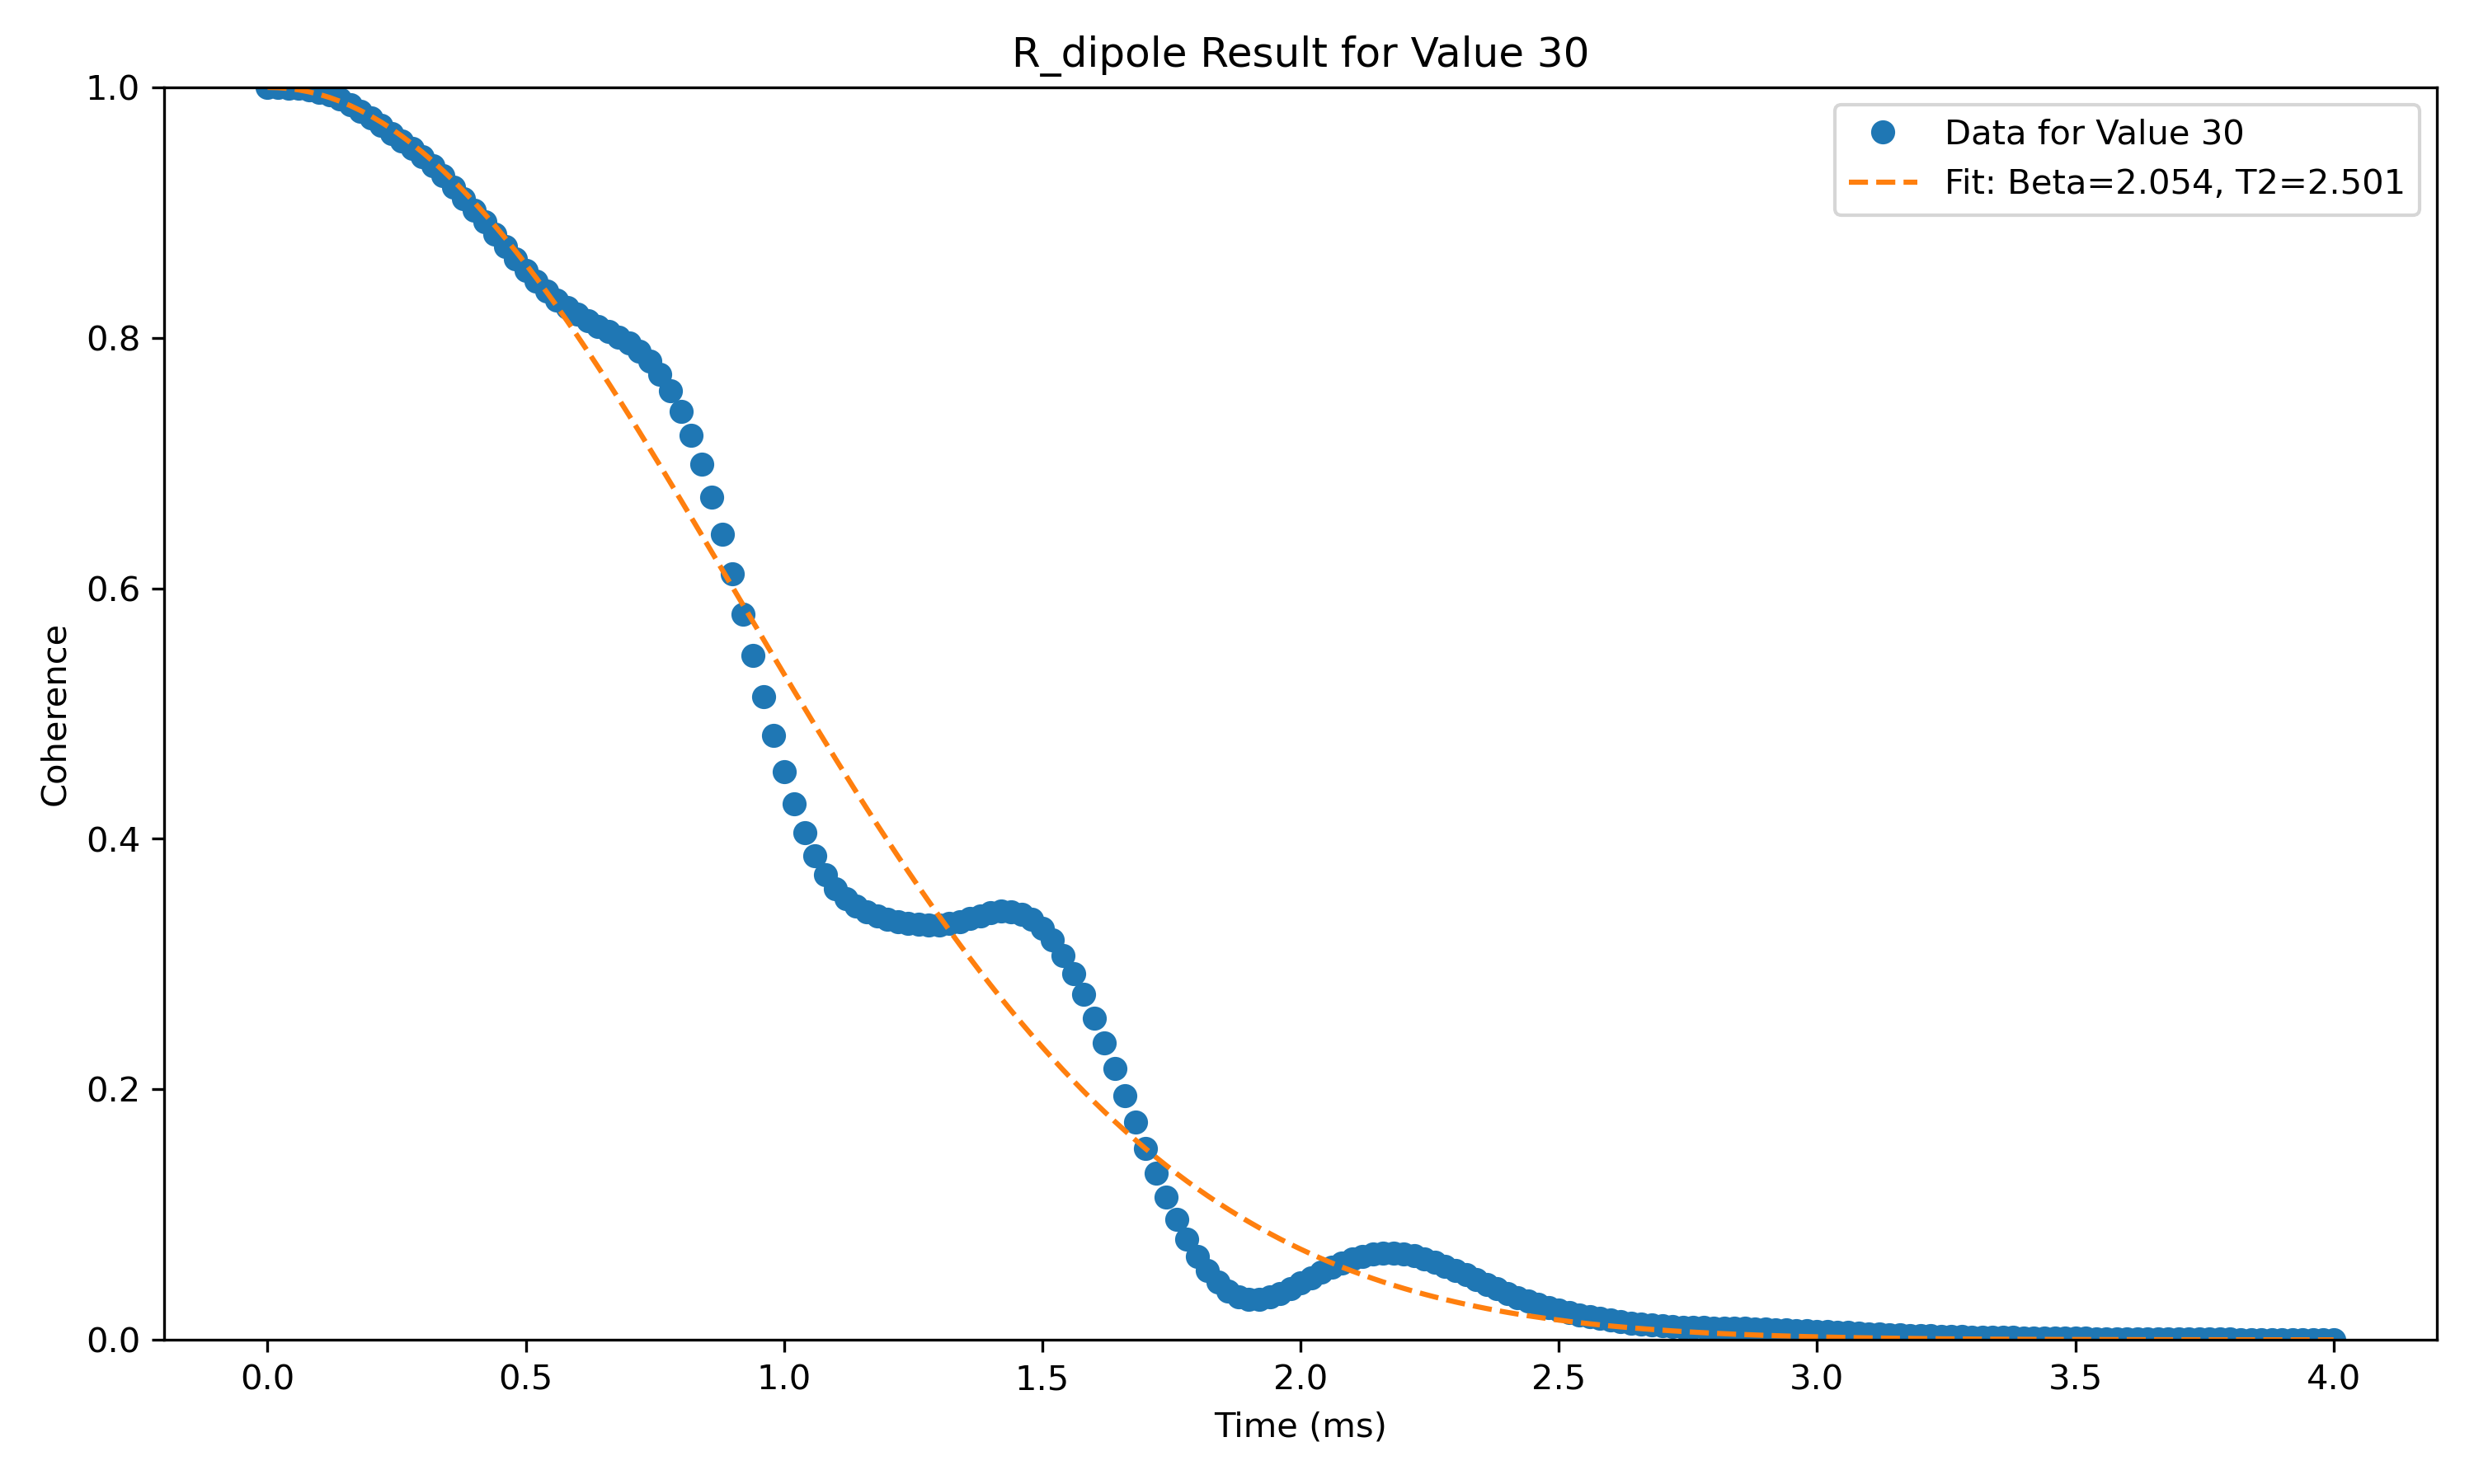 R_dipole Result for Value 30
Data for Value 30
Fit: Beta=2.054, T2=2.501
Coherence
1.0
0.8
0.6
0.4
0.2
0.0
0.0 0.5 1.0 1.5 2.0 2.5 3.0 3.5 4.0
Time (ms)